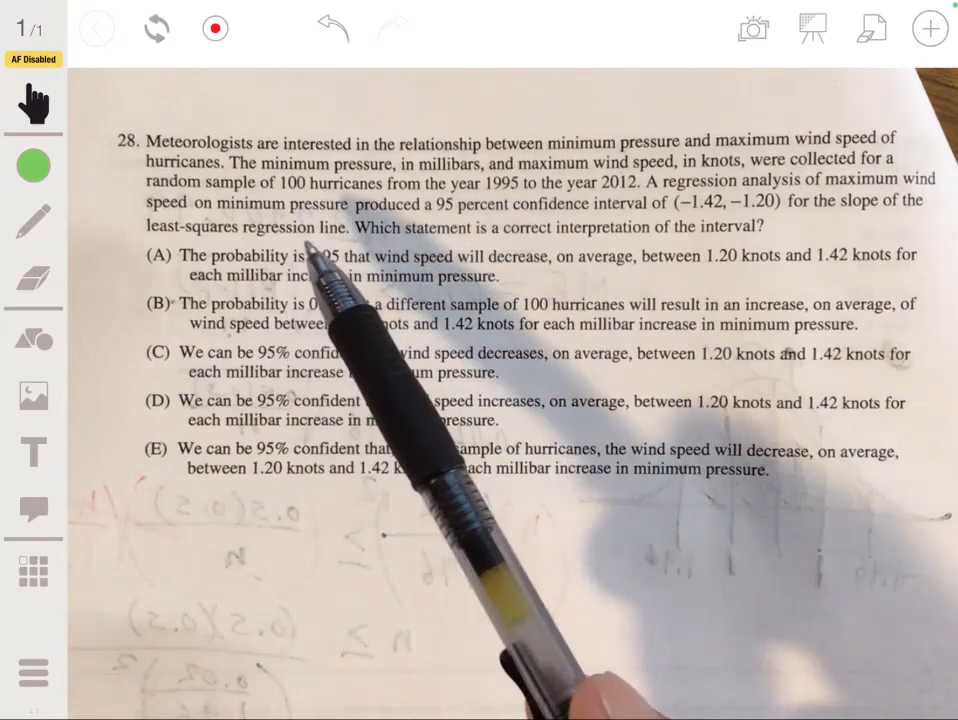 1/1
AF Disabled
28. Meteorologists are interested in the relationship between minimum pressure and maximum wind speed of
hurricanes. The minimum pressure, in millibars, and maximum wind speed, in knots, were collected for a
random sample of 100 hurricanes from the year 1995 to the year 2012. A regression analysis of maximum wind
speed on minimum pressure produced a 95 percent confidence interval of (−1.42, −1.20) for the slope of the
least-squares regression line. Which statement is a correct interpretation of the interval?
(A) The probability is 95 that wind speed will decrease, on average, between 1.20 knots and 1.42 knots for
each millibar in minimum pressure.
(B) The probability is a different sample of 100 hurricanes will result in an increase, on average, of
wind speed between knots and 1.42 knots for each millibar increase in minimum pressure.
(C) We can be 95% wind speed decreases, on average, between 1.20 knots and 1.42 knots for
each millibar increase pressure.
(D) We can be 95% confident speed increases, on average, between 1.20 knots and 1.42 knots for
each millibar increase in pressure.
(E) We can be 95% confident that sample of hurricanes, the wind speed will decrease, on average,
between 1.20 knots and 1.42 each millibar increase in minimum pressure.
T